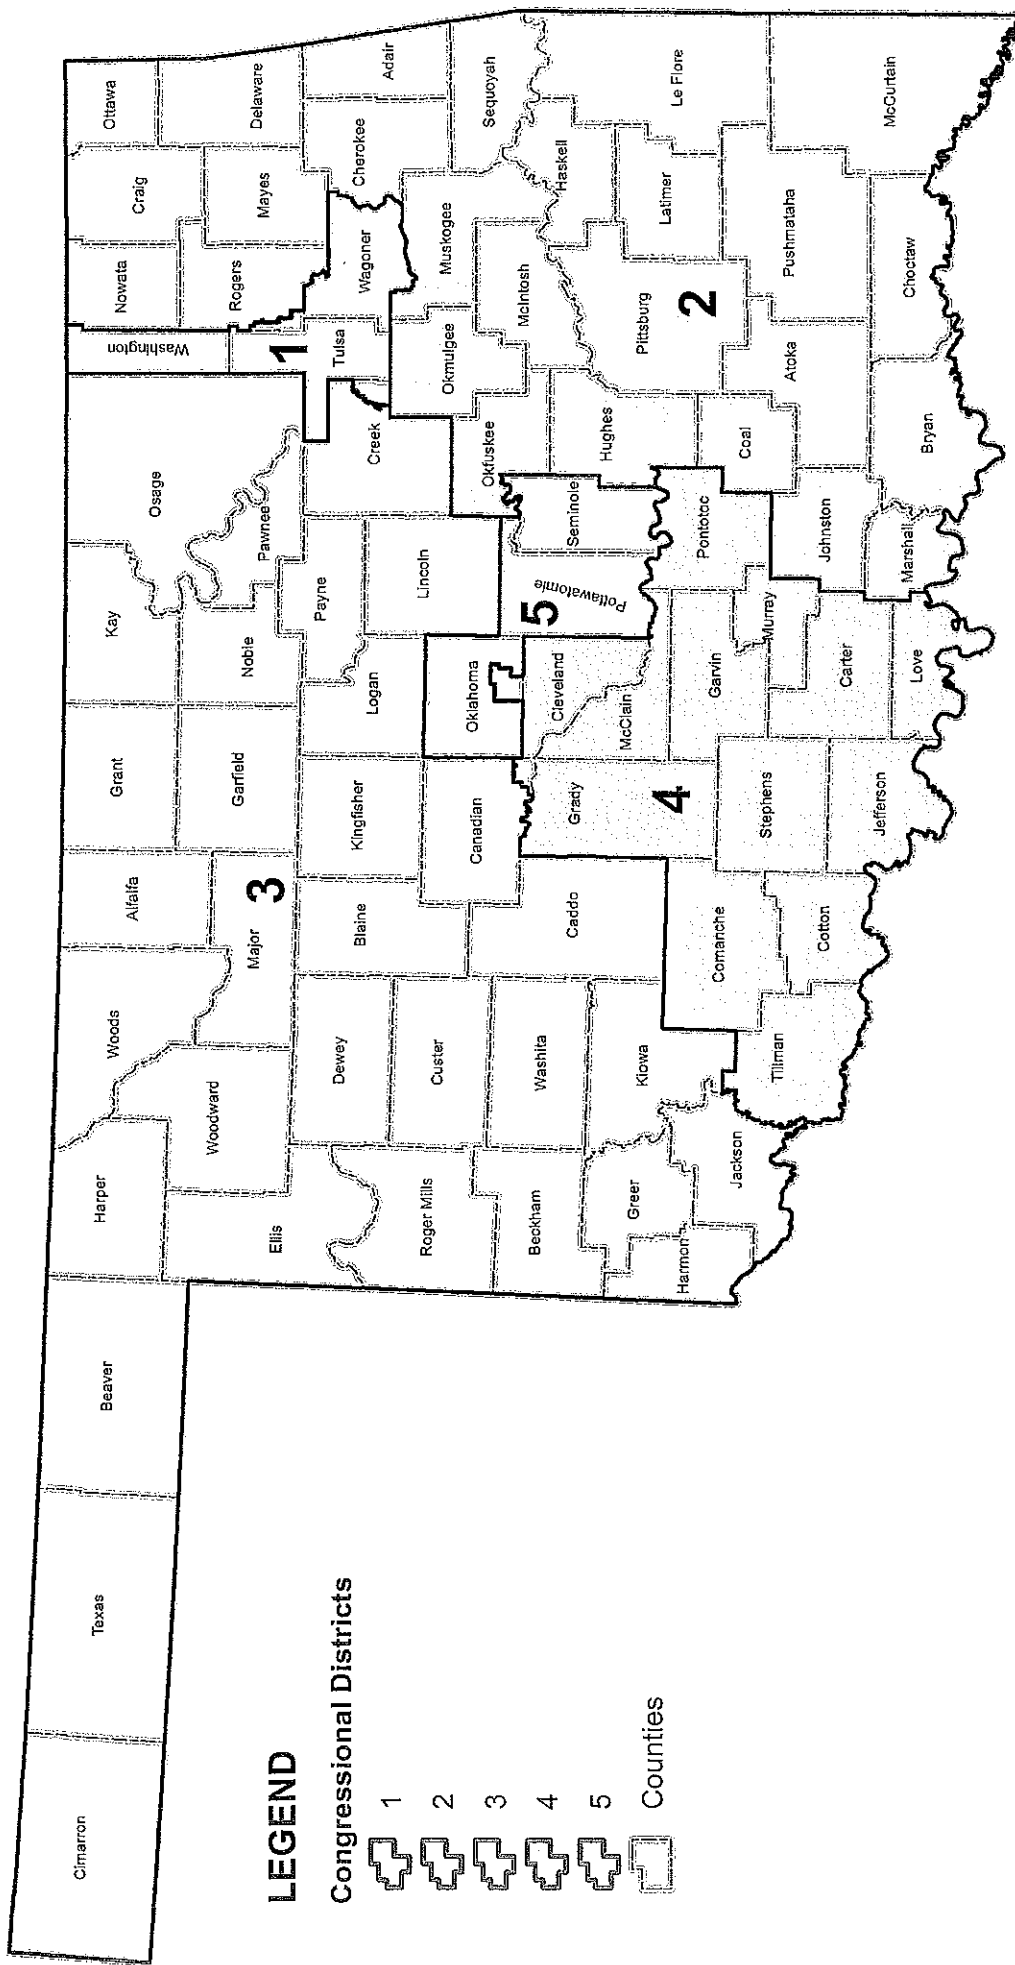 Cimarron
Texas
Beaver
Harper
Woods
Alfalfa
Grant
Kay
Osage
Washington
Nowata
Craig
Ottawa
Ellis
Woodward
Major
Garfield
Noble
Pawnee
Rogers
Mayes
Delaware
3
1
Roger Mills
Dewey
Blaine
Kingfisher
Logan
Payne
Creek
Tulsa
Wagoner
Cherokee
Adair
Beckham
Custer
Canadian
Oklahoma
Lincoln
Okmulgee
Muskogee
Sequoyah
Washita
Caddo
Grady
Cleveland
Pottawatomie
Seminole
Okfuskee
McIntosh
Haskell
5
Harmon
Greer
Kiowa
Comanche
McClain
Hughes
Pittsburg
Latimer
Le Flore
4
2
Jackson
Tillman
Cotton
Stephens
Garvin
Murray
Pontotoc
Coal
Atoka
Pushmataha
McCurtain
Jefferson
Carter
Love
Johnston
Marshall
Bryan
Choctaw
LEGEND
Congressional Districts
1
2
3
4
5
Counties